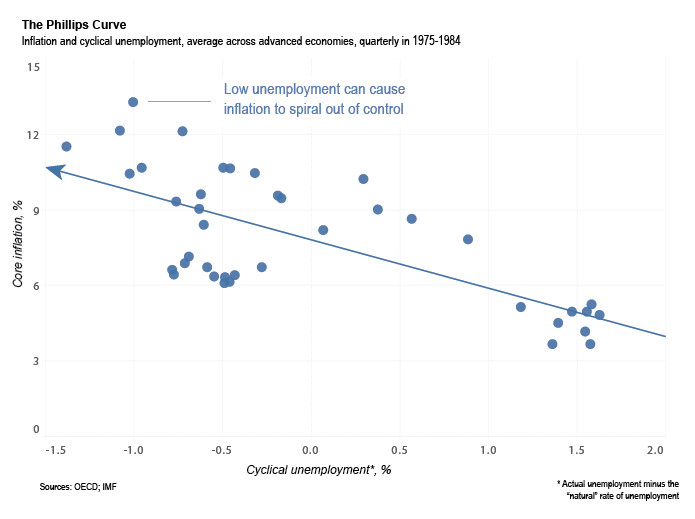 The Phillips Curve
Inflation and cyclical unemployment, average across advanced economies, quarterly in 1975-1984
15
Low unemployment can cause
inflation to spiral out of control
12
9
Core inflation, %
6
3
0
-1.5 -1.0 -0.5 0.0 0.5 1.0 1.5 2.0
Cyclical unemployment*, %
Sources: OECD; IMF
* Actual unemployment minus the
"natural" rate of unemployment